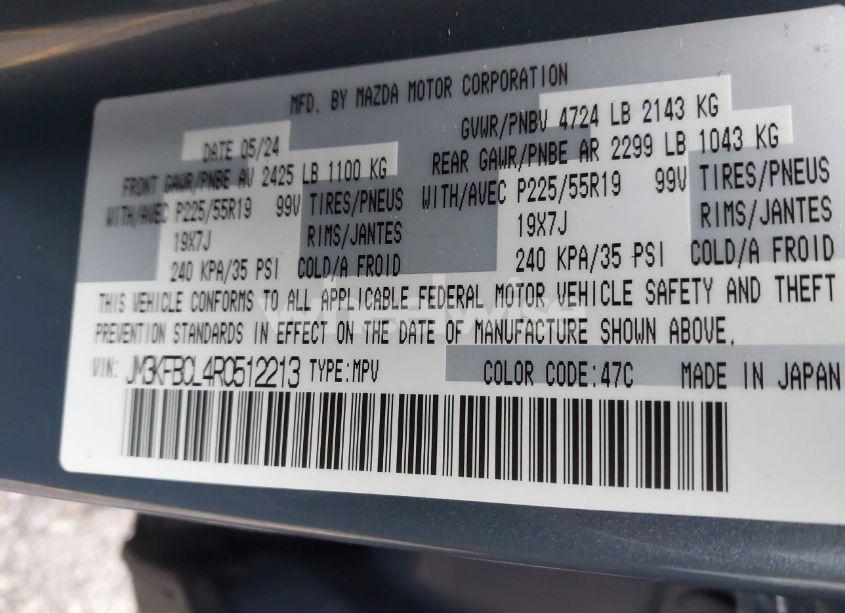 MFD. BY MAZDA MOTOR CORPORATION
DATE 05/24
GVWR/PNBV 4724 LB 2143 KG
FRONT GAWR/PNBE AV 2425 LB 1100 KG
REAR GAWR/PNBE AR 2299 LB 1043 KG
WITH/AVEC P225/55R19 99V TIRES/PNEUS
WITH/AVEC P225/55R19 99V TIRES/PNEUS
19X7J RIMS/JANTES
19X7J RIMS/JANTES
240 KPA/35 PSI COLD/A FROID
240 KPA/35 PSI COLD/A FROID
THIS VEHICLE CONFORMS TO ALL APPLICABLE FEDERAL MOTOR VEHICLE SAFETY AND THEFT
PREVENTION STANDARDS IN EFFECT ON THE DATE OF MANUFACTURE SHOWN ABOVE.
VIN: JM3KFBCL4R0512213 TYPE:MPV COLOR CODE:47C MADE IN JAPAN